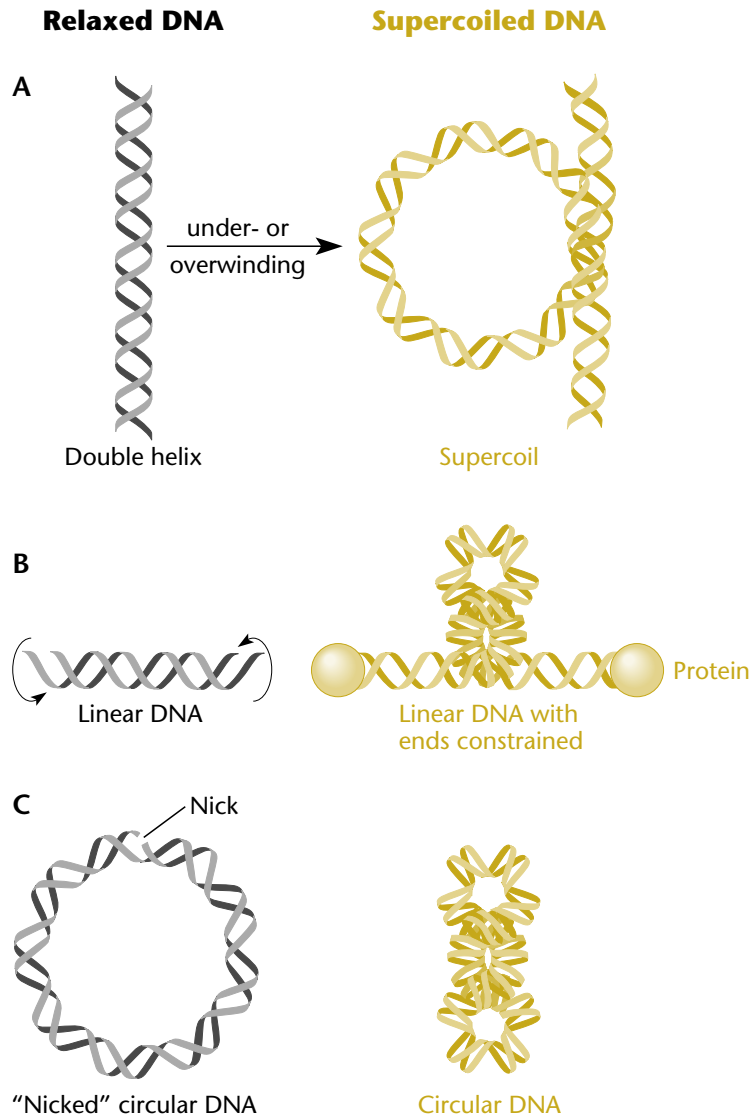 Relaxed DNA
Supercoiled DNA
A
under- or
overwinding
Double helix
Supercoil
B
Protein
Linear DNA
Linear DNA with
ends constrained
C
Nick
“Nicked” circular DNA
Circular DNA